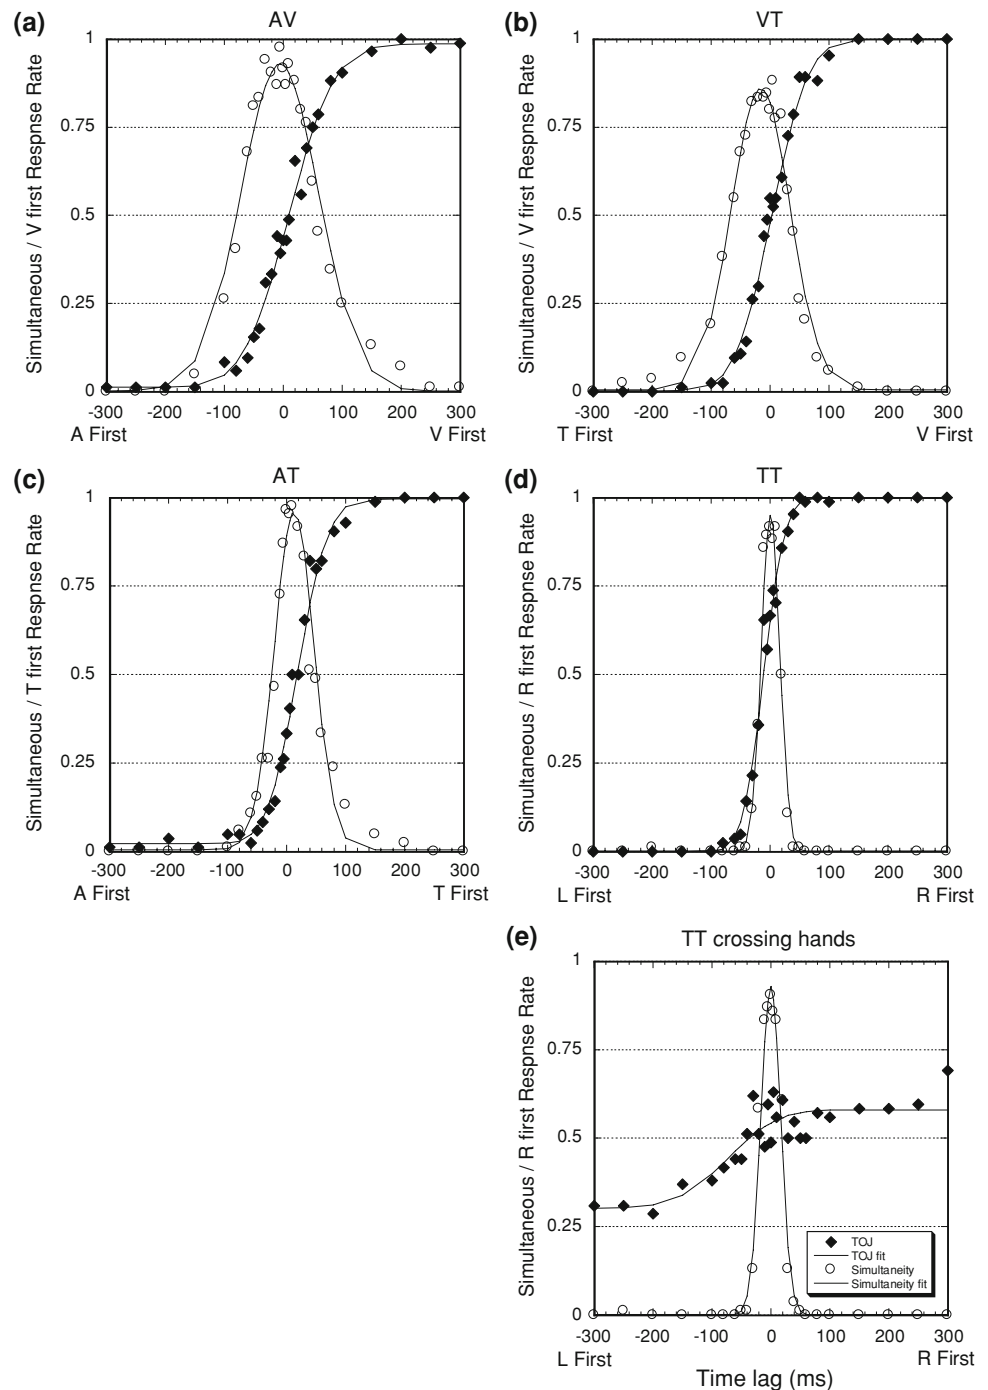 (a)
AV
Simultaneous / V first Respnse Rate
1
0.75
0.5
0.25
0
-300 -200 -100 0 100 200 300
A First V First
(b)
VT
Simultaneous / V first Respnse Rate
1
0.75
0.5
0.25
0
-300 -200 -100 0 100 200 300
T First V First
(c)
AT
Simultaneous / T first Respnse Rate
1
0.75
0.5
0.25
0
-300 -200 -100 0 100 200 300
A First T First
(d)
TT
Simultaneous / R first Respnse Rate
1
0.75
0.5
0.25
0
-300 -200 -100 0 100 200 300
L First R First
(e)
TT crossing hands
Simultaneous / R first Respnse Rate
1
0.75
0.5
0.25
0
TOJ
TOJ fit
Simultaneity
Simultaneity fit
-300 -200 -100 0 100 200 300
L First R First
Time lag (ms)